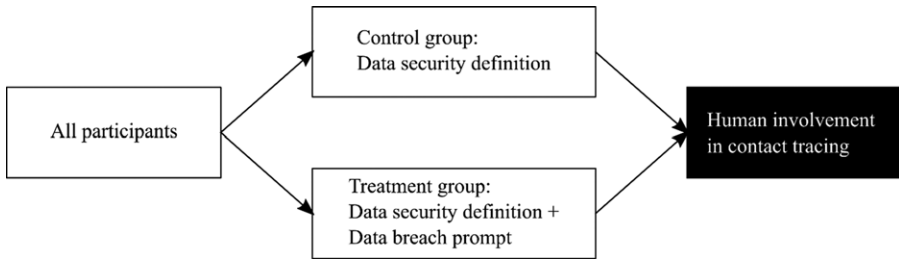 All participants
Control group:
Data security definition
Treatment group:
Data security definition +
Data breach prompt
Human involvement
in contact tracing